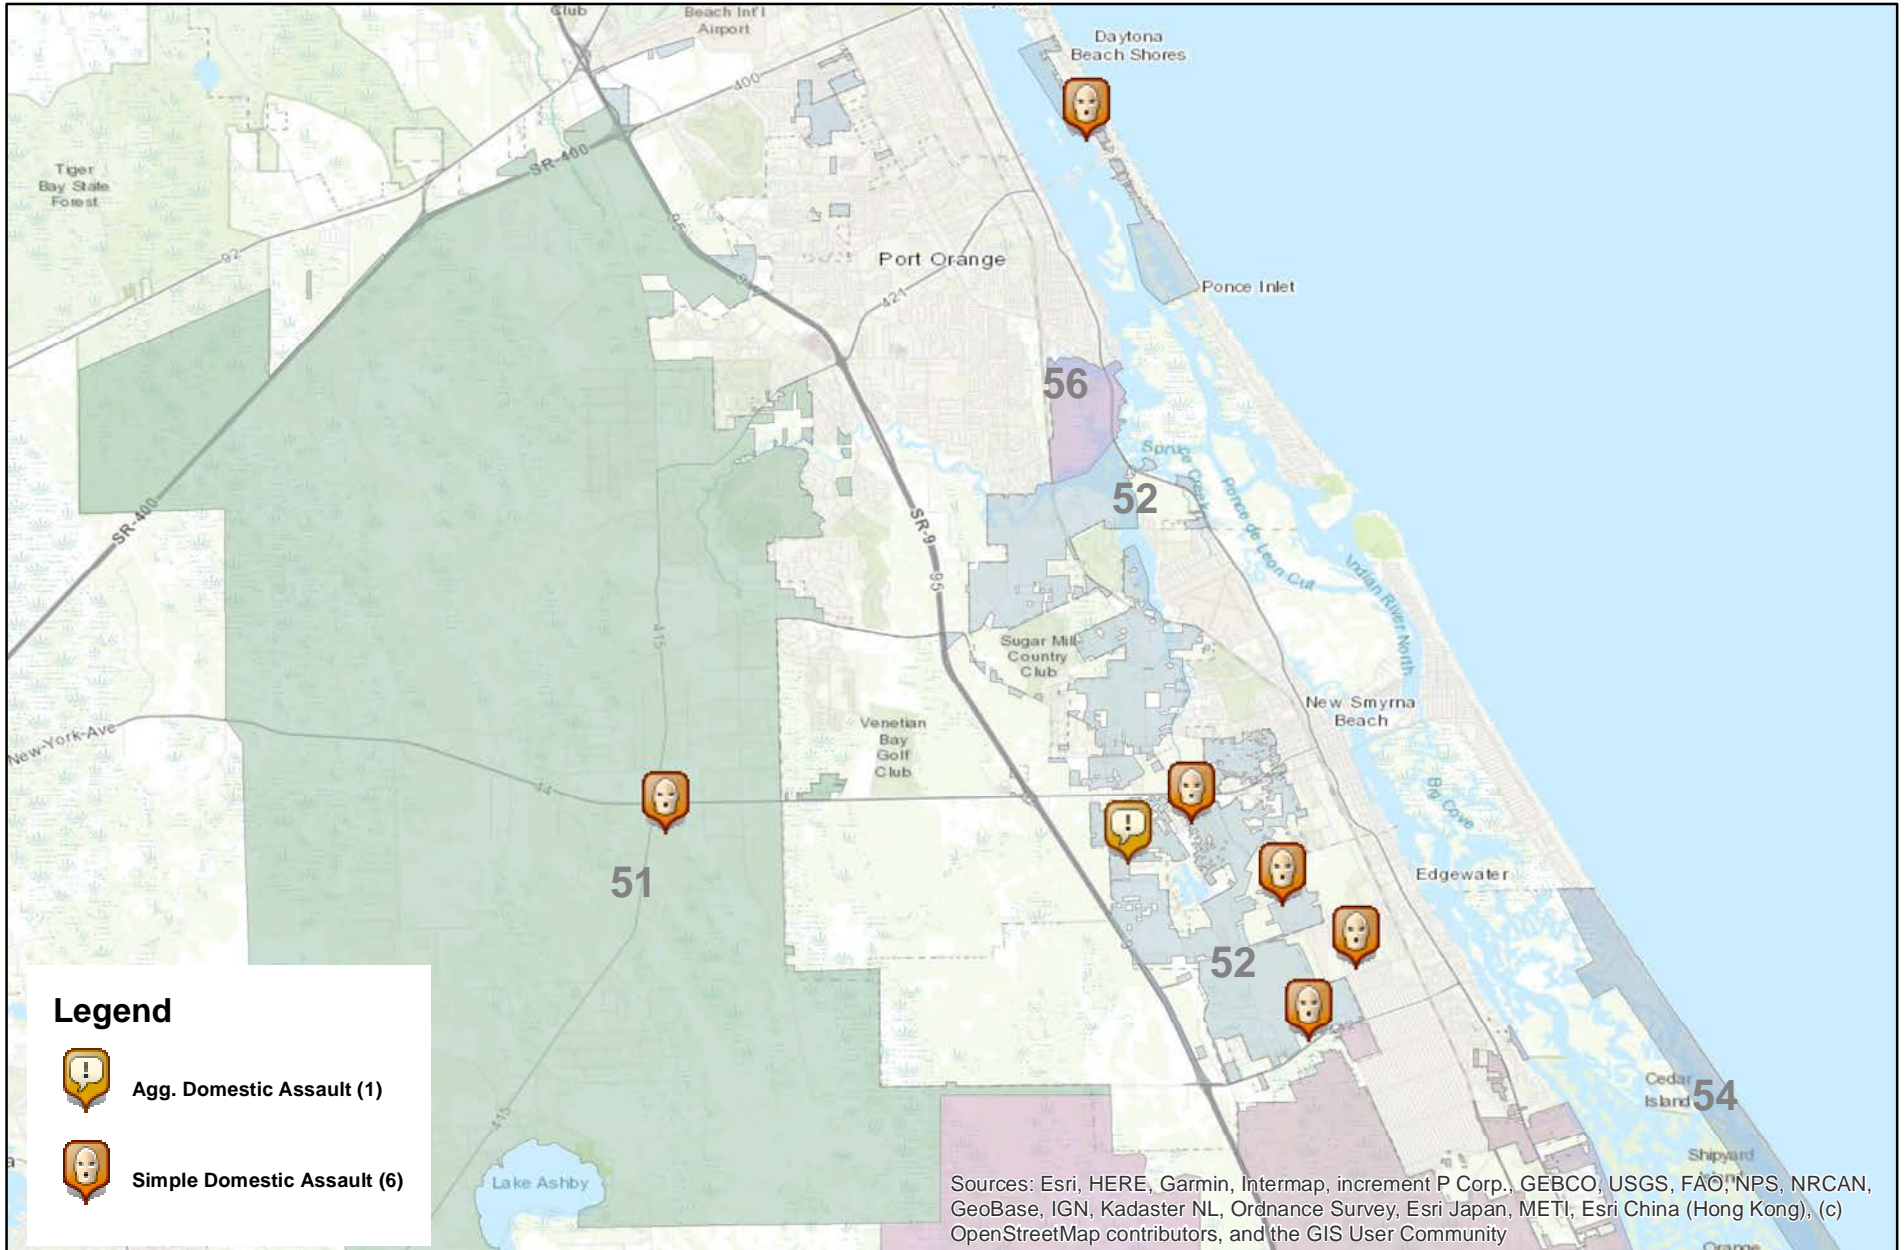 Club
Beach Int'l
Airport
Daytona
Beach Shores
400
SR-400
Tiger
Bay State
Forest
95
92
Port Orange
421
Ponce Inlet
56
Spruce Creek
52
Ponce de Leon Cut
SR-400
SR-9
95
Indian River North
415
Sugar Mill
Country
Club
New Smyrna
Beach
New-York-Ave
Venetian
Bay
Golf
Club
44
Big Cove
!
51
Edgewater
52
9
Legend
!
Agg. Domestic Assault (1)
Simple Domestic Assault (6)
415
Lake Ashby
Cedar
Island
54
Shipyard
Island
Sources: Esri, HERE, Garmin, Intermap, increment P Corp., GEBCO, USGS, FAO, NPS, NRCAN,
GeoBase, IGN, Kadaster NL, Ordnance Survey, Esri Japan, METI, Esri China (Hong Kong), (c)
OpenStreetMap contributors, and the GIS User Community
Orange